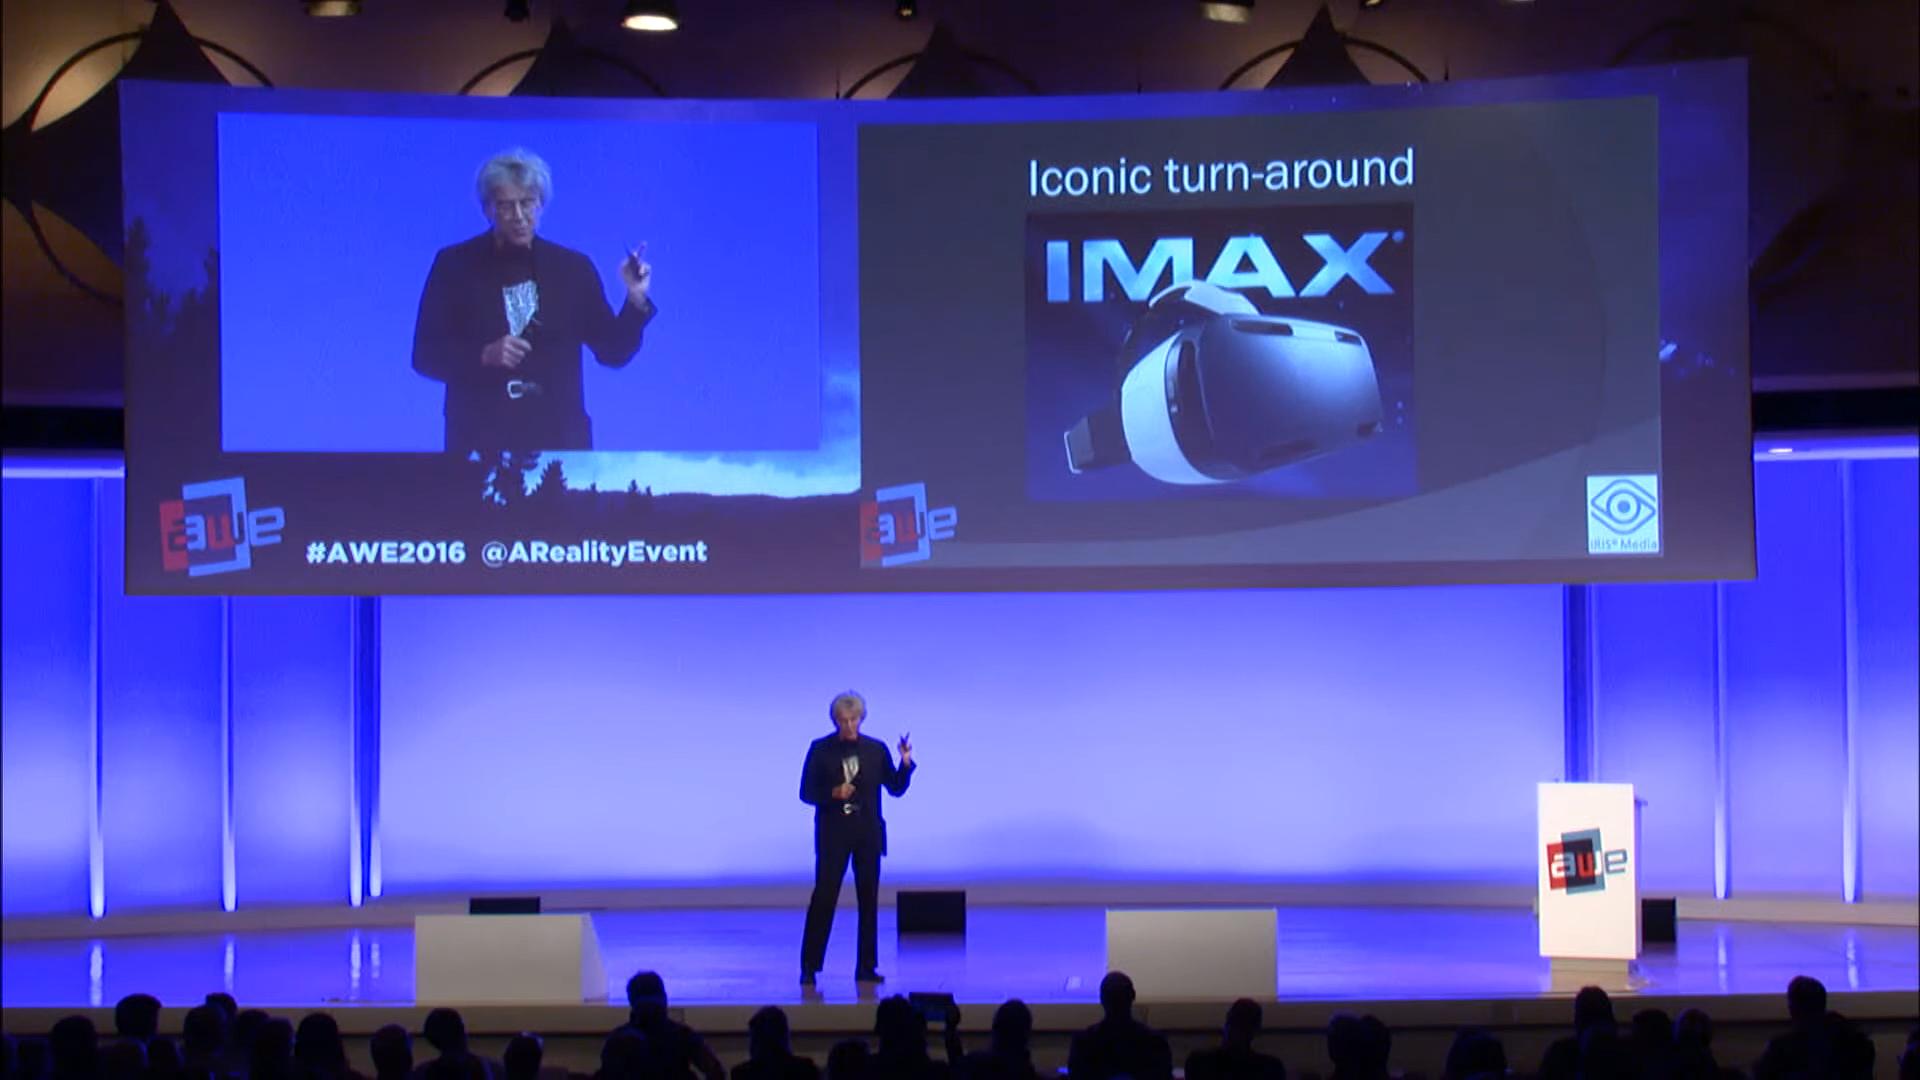 Iconic turn-around
IMAX®
awe
#AWE2016 @ARealityEvent
awe
IRIS® Media
awe